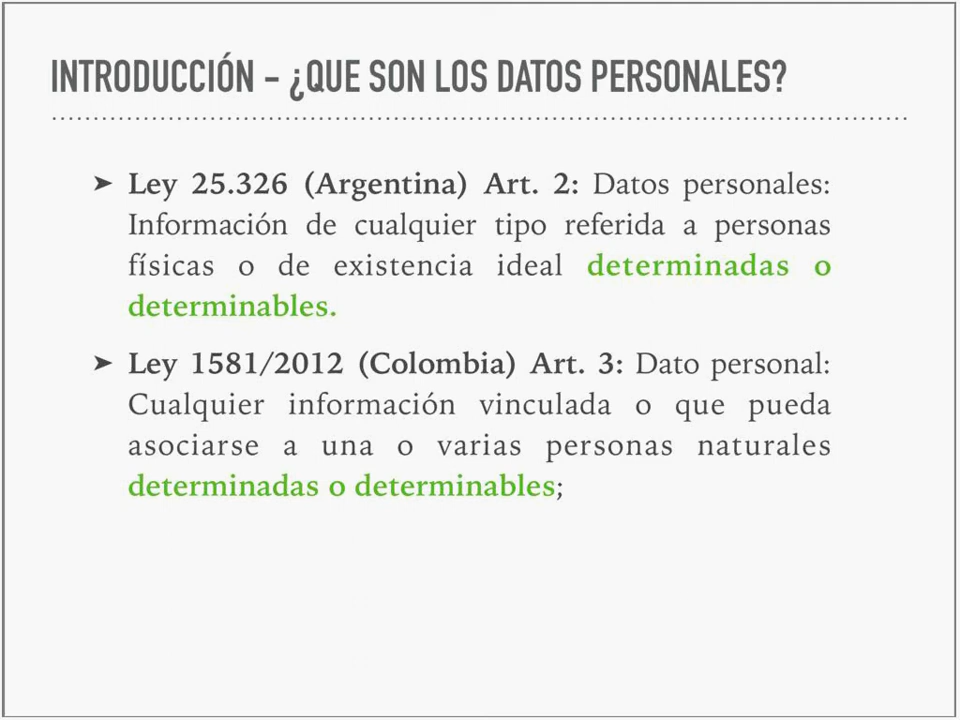 INTRODUCCIÓN - ¿QUE SON LOS DATOS PERSONALES?
➤ Ley 25.326 (Argentina) Art. 2: Datos personales:
Información de cualquier tipo referida a personas
físicas o de existencia ideal determinadas o
determinables.
➤ Ley 1581/2012 (Colombia) Art. 3: Dato personal:
Cualquier información vinculada o que pueda
asociarse a una o varias personas naturales
determinadas o determinables;